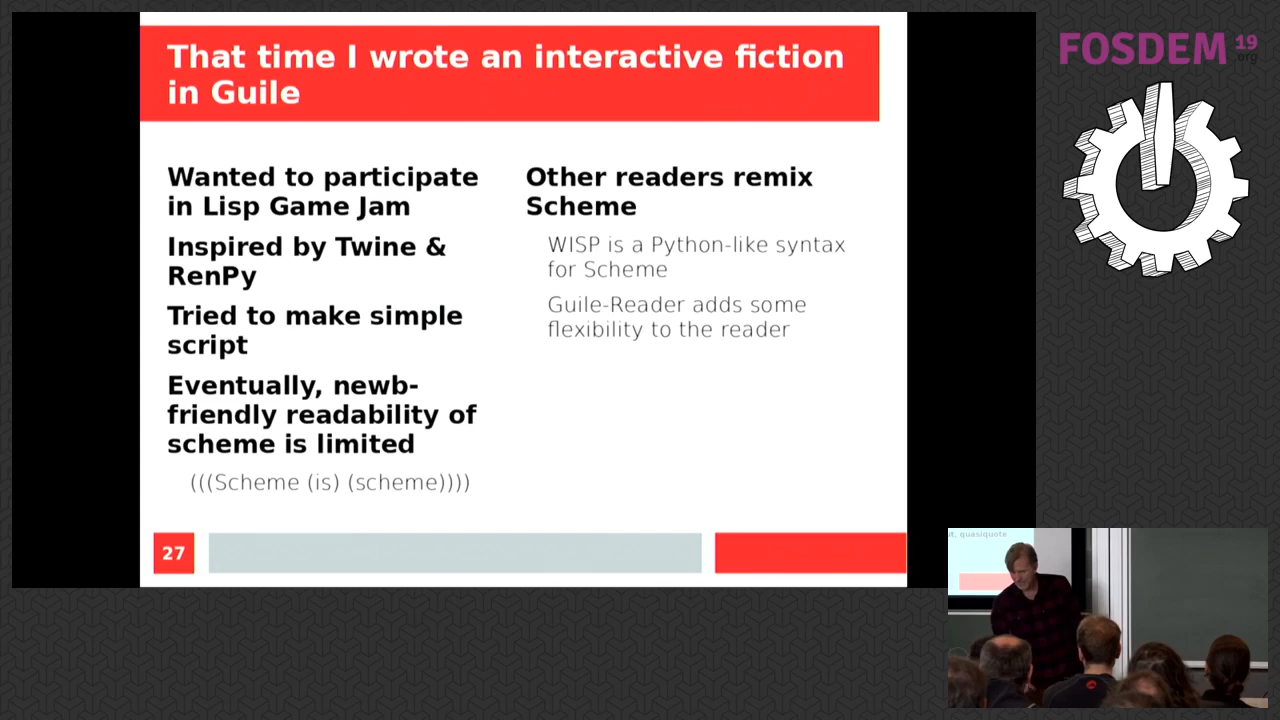 That time I wrote an interactive fiction
in Guile
Wanted to participate
in Lisp Game Jam
Inspired by Twine &
RenPy
Tried to make simple
script
Eventually, newb-
friendly readability of
scheme is limited
(((Scheme (is) (scheme))))
Other readers remix
Scheme
WISP is a Python-like syntax
for Scheme
Guile-Reader adds some
flexibility to the reader
27
FOSDEM 19
.org
quasiquote